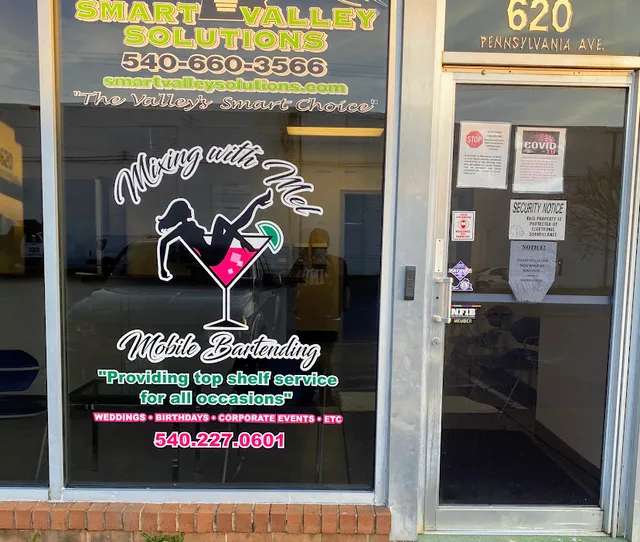 SMART VALLEY
SOLUTIONS
540-660-3566
smartvalleysolutions.com
"The Valley's Smart Choice"
Mixing with Mel
Mobile Bartending
"Providing top shelf service
for all occasions"
WEDDINGS • BIRTHDAYS • CORPORATE EVENTS • ETC
540.227.0601
620
PENNSYLVANIA AVE.
STOP
COVID
SECURITY NOTICE
THIS PROPERTY IS
PROTECTED BY
ELECTRONIC
SURVEILLANCE
NOTICE
NFIB
MEMBER